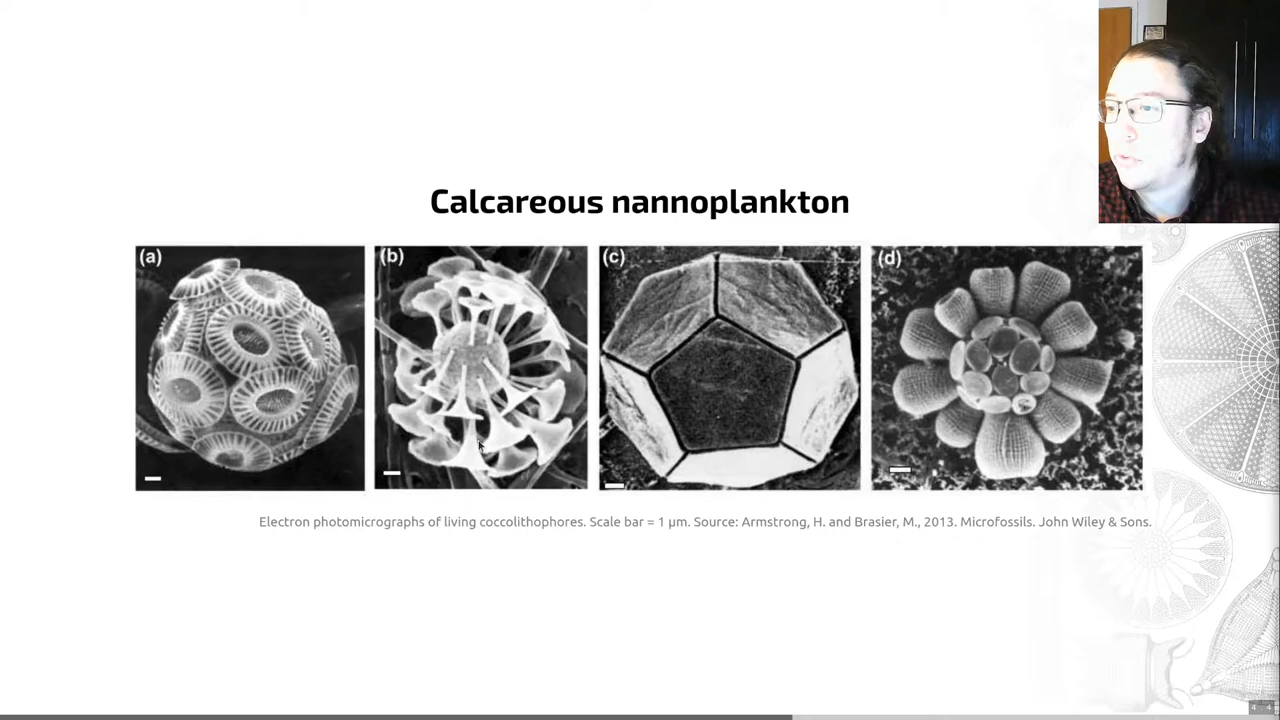 Calcareous nannoplankton
(a) (b) (c) (d)
Electron photomicrographs of living coccolithophores. Scale bar = 1 µm. Source: Armstrong, H. and Brasier, M., 2013. Microfossils. John Wiley & Sons.